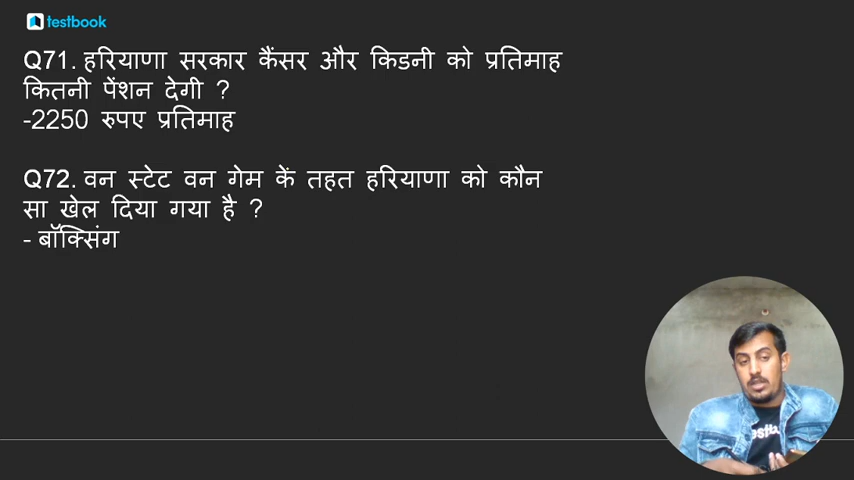 testbook
Q71. हरियाणा सरकार कैंसर और किडनी को प्रतिमाह
कितनी पेंशन देगी ?
-2250 रुपए प्रतिमाह
Q72. वन स्टेट वन गेम कें तहत हरियाणा को कौन
सा खेल दिया गया है ?
- बॉक्सिंग